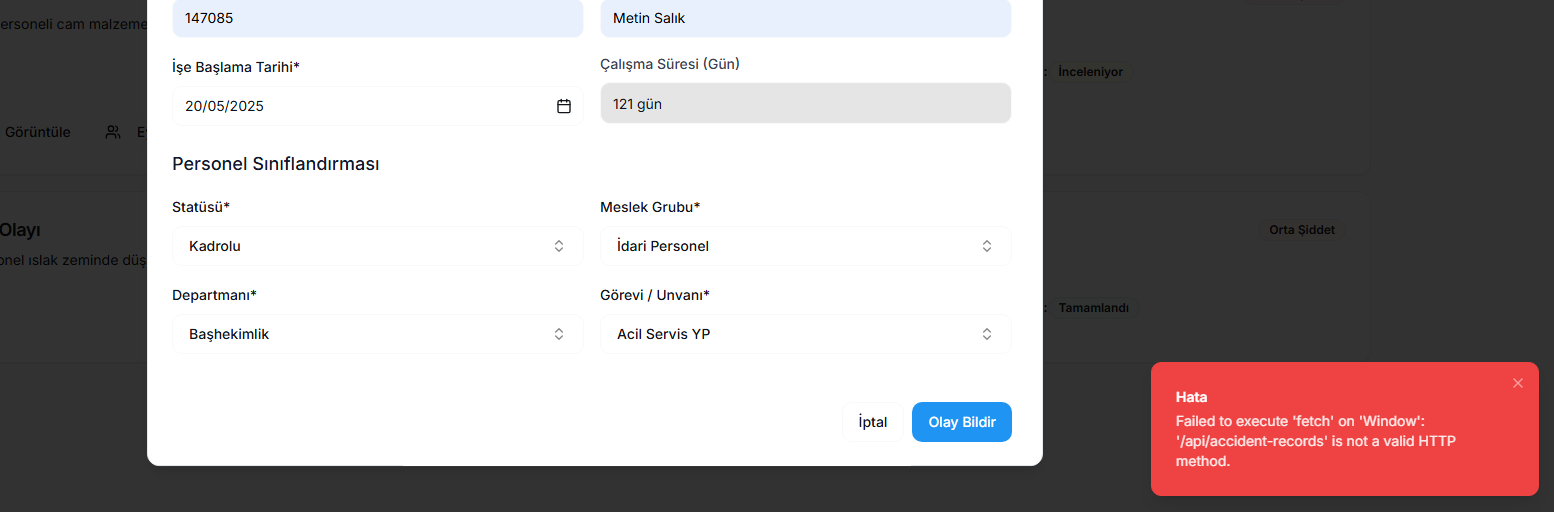 147085
Metin Salık
ersoneli cam malzeme
İşe Başlama Tarihi*
Çalışma Süresi (Gün)
: İnceleniyor
20/05/2025
121 gün
Görüntüle
Personel Sınıflandırması
Statüsü*
Meslek Grubu*
Olayı
Orta Şiddet
Kadrolu
İdari Personel
onel ıslak zeminde düş
Departmanı*
Görevi / Unvanı*
: Tamamlandı
Başhekimlik
Acil Servis YP
İptal
Olay Bildir
Hata
Failed to execute 'fetch' on 'Window':
'/api/accident-records' is not a valid HTTP
method.